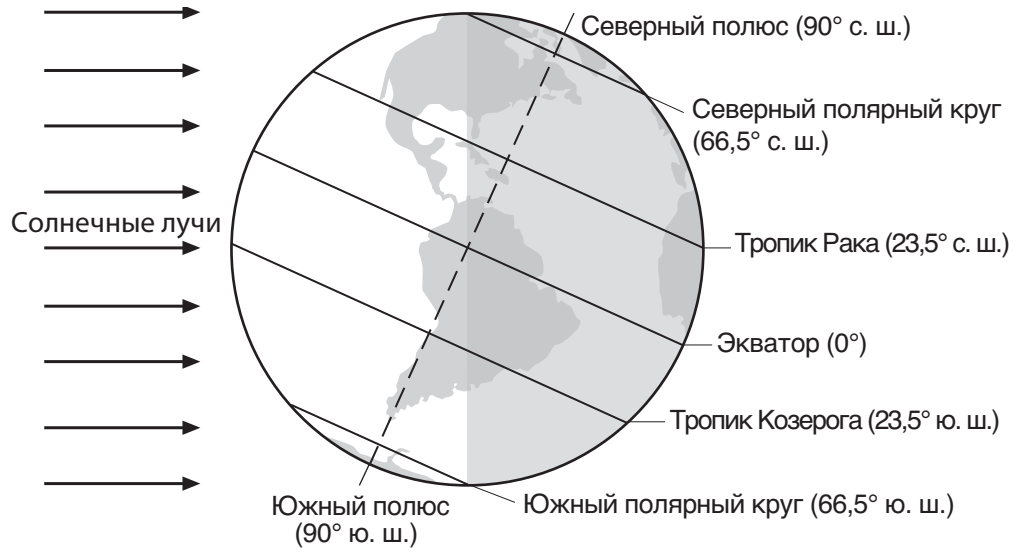 Северный полюс (90° с. ш.)
Северный полярный круг
(66,5° с. ш.)
Солнечные лучи
Тропик Рака (23,5° с. ш.)
Экватор (0°)
Тропик Козерога (23,5° ю. ш.)
Южный полюс
(90° ю. ш.)
Южный полярный круг (66,5° ю. ш.)